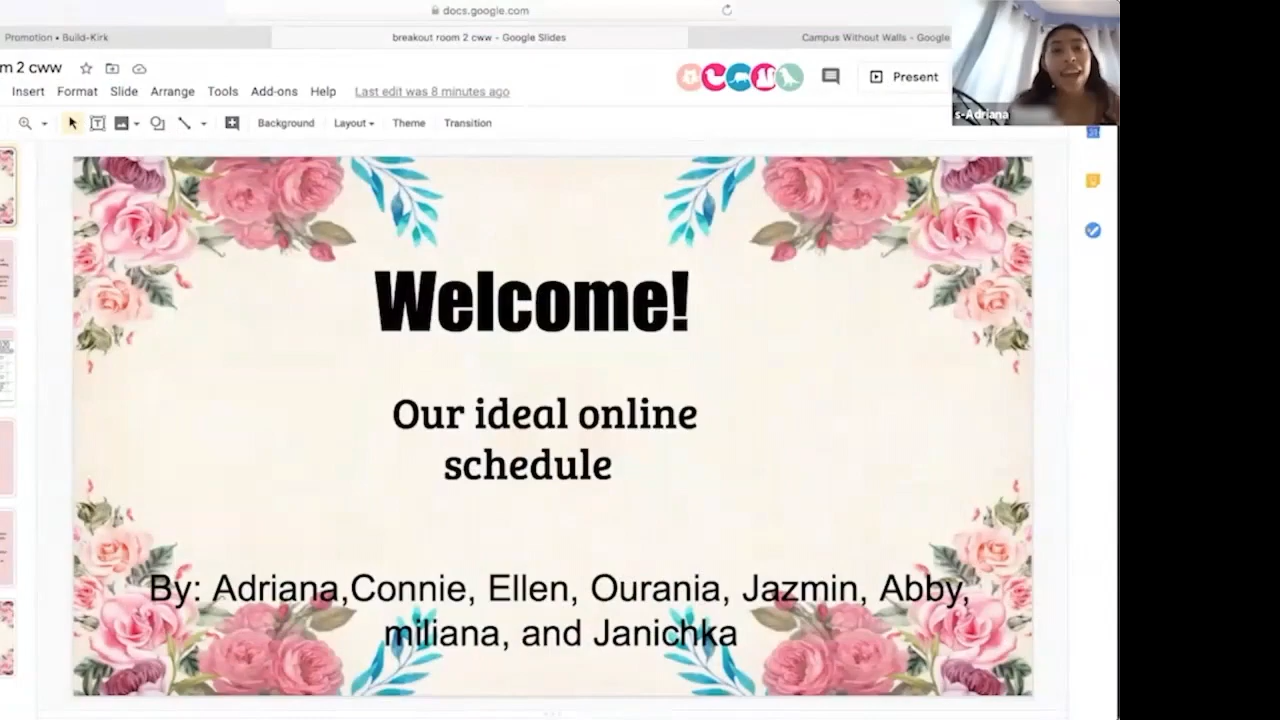 docs.google.com
Promotion • Build-Kirk
breakout room 2 cww - Google Slides
Campus Without Walls - Google
m 2 cww
Present
Insert Format Slide Arrange Tools Add-ons Help Last edit was 8 minutes ago
s-Adriana
Background Layout Theme Transition
Welcome!
Our ideal online
schedule
By: Adriana,Connie, Ellen, Ourania, Jazmin, Abby,
miliana, and Janichka